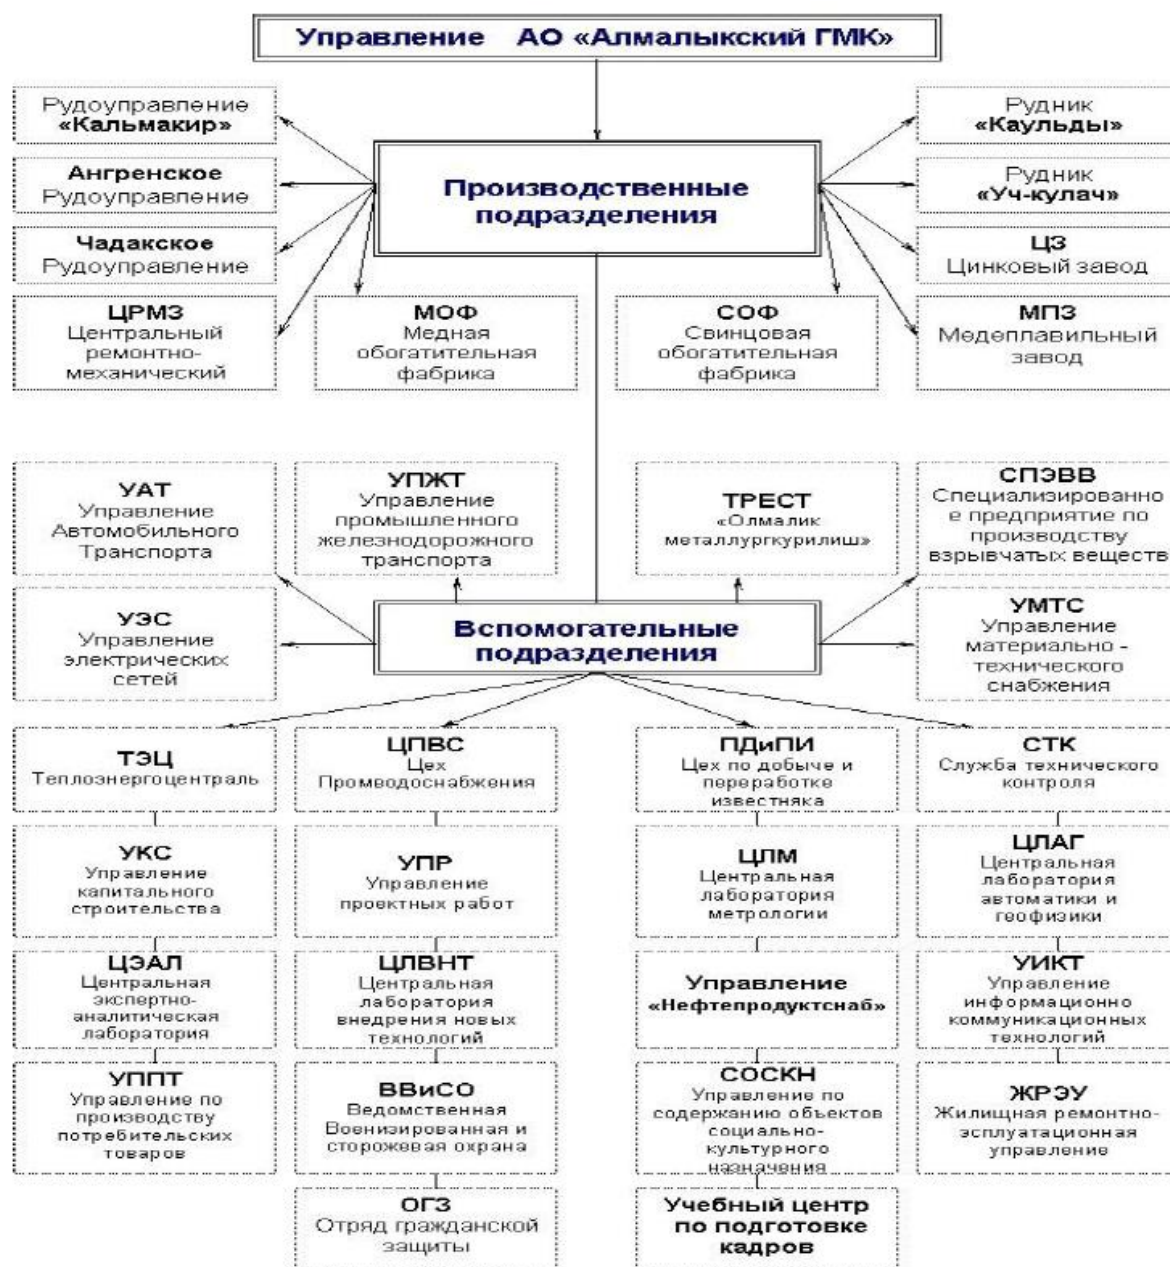 Управление АО «Алмалыкский ГМК»
Рудоуправление
«Кальмакир»
Ангренское
Рудоуправление
Чадакское
Рудоуправление
Производственные
подразделения
Рудник
«Каульды»
Рудник
«Уч-кулач»
ЦЗ
Цинковый завод
ЦРМЗ
Центральный
ремонтно-
механический
МОФ
Медная
обогатительная
фабрика
СОФ
Свинцовая
обогатительная
фабрика
МПЗ
Медеплавильный
завод
УАТ
Управление
Автомобильного
Транспорта
УПЖТ
Управление
промышленного
железнодорожного
транспорта
ТРЕСТ
«Олмалик
металлургкурилиш»
СПЭВВ
Специализированно
е предприятие по
производству
взрывчатых веществ
УЭС
Управление
электрических
сетей
Вспомогательные
подразделения
УМТС
Управление
материально -
технического
снабжения
ТЭЦ
Теплоэнергоцентраль
ЦПВС
Цех
Промводоснабжения
ПДиПИ
Цех по добыче и
переработке
известняка
СТК
Служба технического
контроля
УКС
Управление
капитального
строительства
УПР
Управление
проектных работ
ЦЛМ
Центральная
лаборатория
метрологии
ЦЛАГ
Центральная
лаборатория
автоматики и
геофизики
ЦЭАЛ
Центральная
экспертно-
аналитическая
лаборатория
ЦЛВНТ
Центральная
лаборатория
внедрения новых
технологий
Управление
«Нефтепродуктснаб»
УИКТ
Управление
информационно
коммуникационных
технологий
УППТ
Управление по
производству
потребительских
товаров
ВВиСО
Ведомственная
Военизированная и
сторожевая охрана
СОСКН
Управление по
содержанию объектов
социально-
культурного
назначения
ЖРЭУ
Жилищная ремонтно-
эсплуатационная
управление
ОГЗ
Отряд гражданской
защиты
Учебный центр
по подготовке
кадров